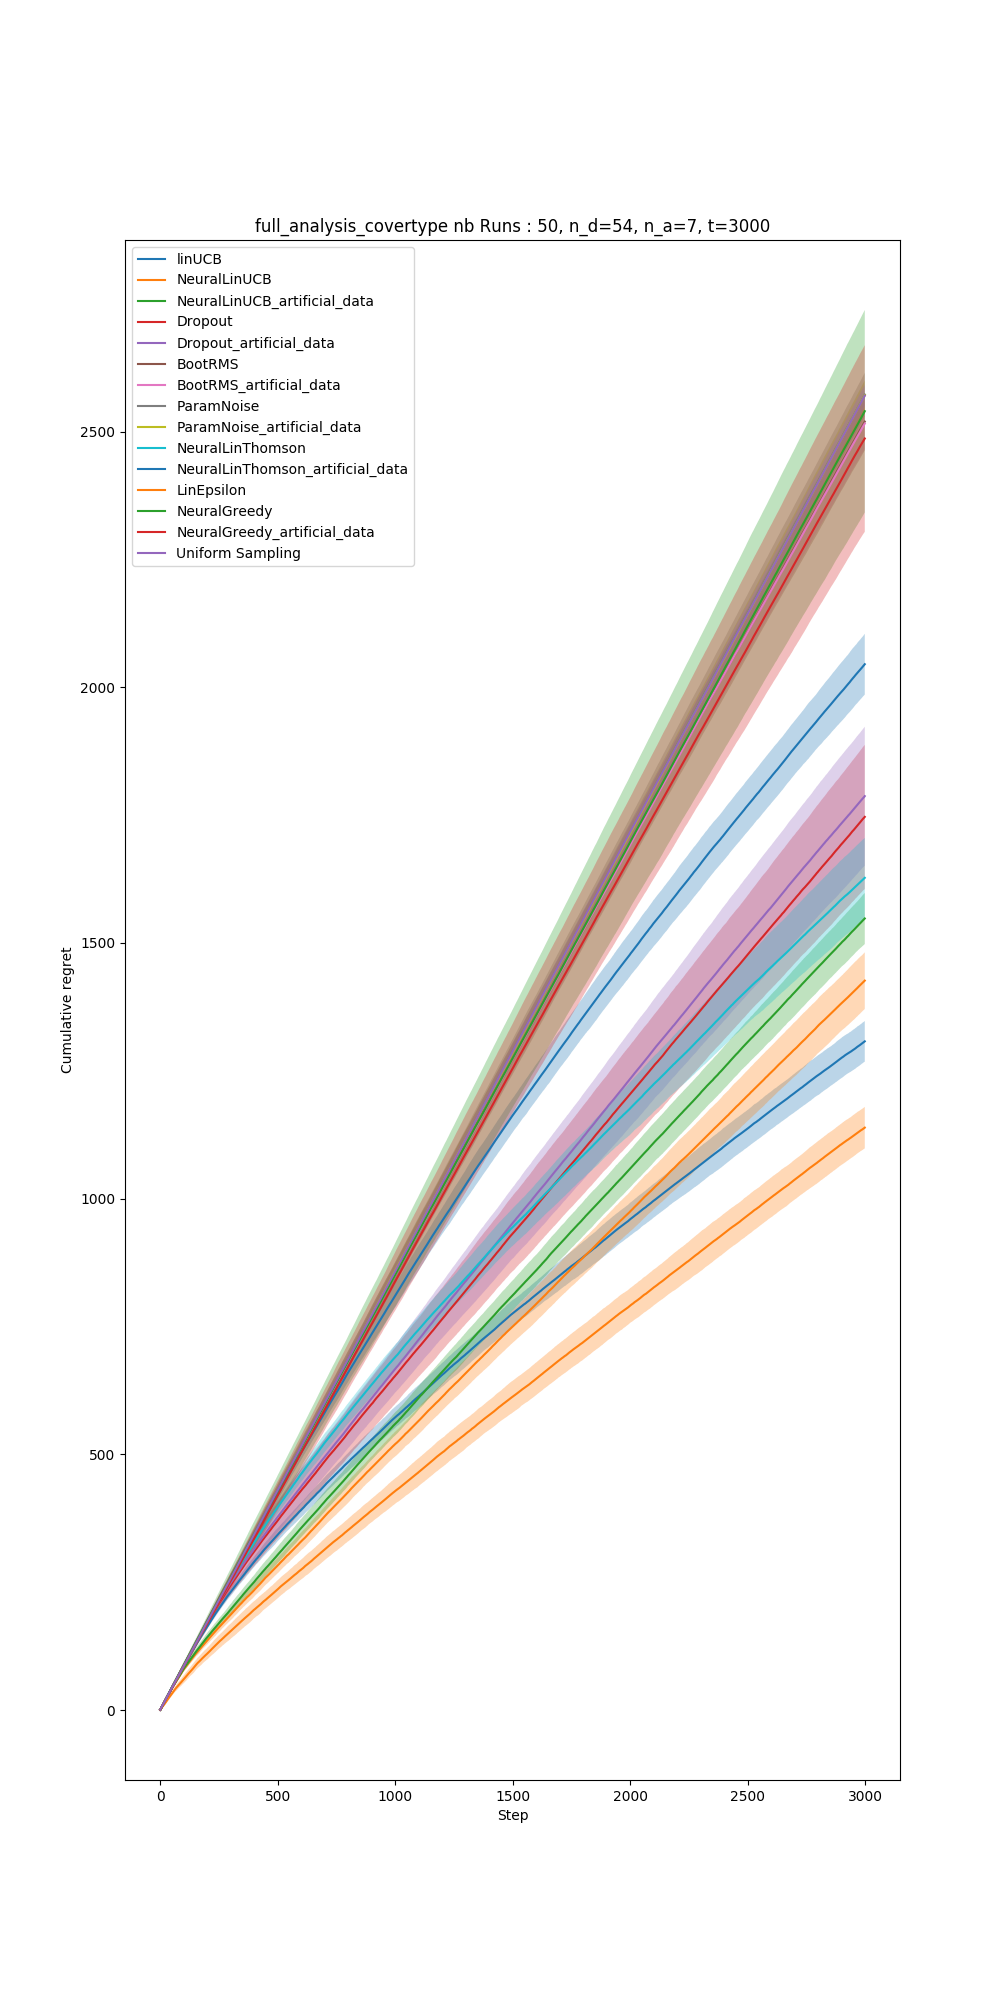 full_analysis_covertype nb Runs : 50, n_d=54, n_a=7, t=3000
linUCB
NeuralLinUCB
NeuralLinUCB_artificial_data
Dropout
Dropout_artificial_data
BootRMS
BootRMS_artificial_data
ParamNoise
ParamNoise_artificial_data
NeuralLinThomson
NeuralLinThomson_artificial_data
LinEpsilon
NeuralGreedy
NeuralGreedy_artificial_data
Uniform Sampling
2500
2000
1500
1000
500
0
Cumulative regret
0 500 1000 1500 2000 2500 3000
Step